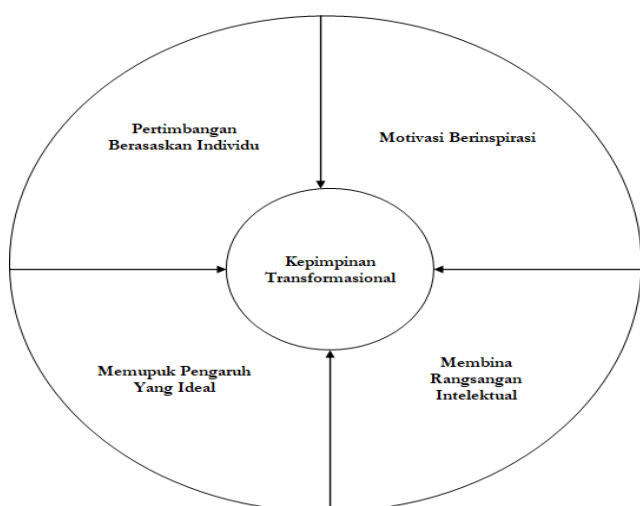 Pertimbangan
Berasaskan Individu
Motivasi Berinspirasi
Kepimpinan
Transformasional
Memupuk Pengaruh
Yang Ideal
Membina
Rangsangan
Intelektual